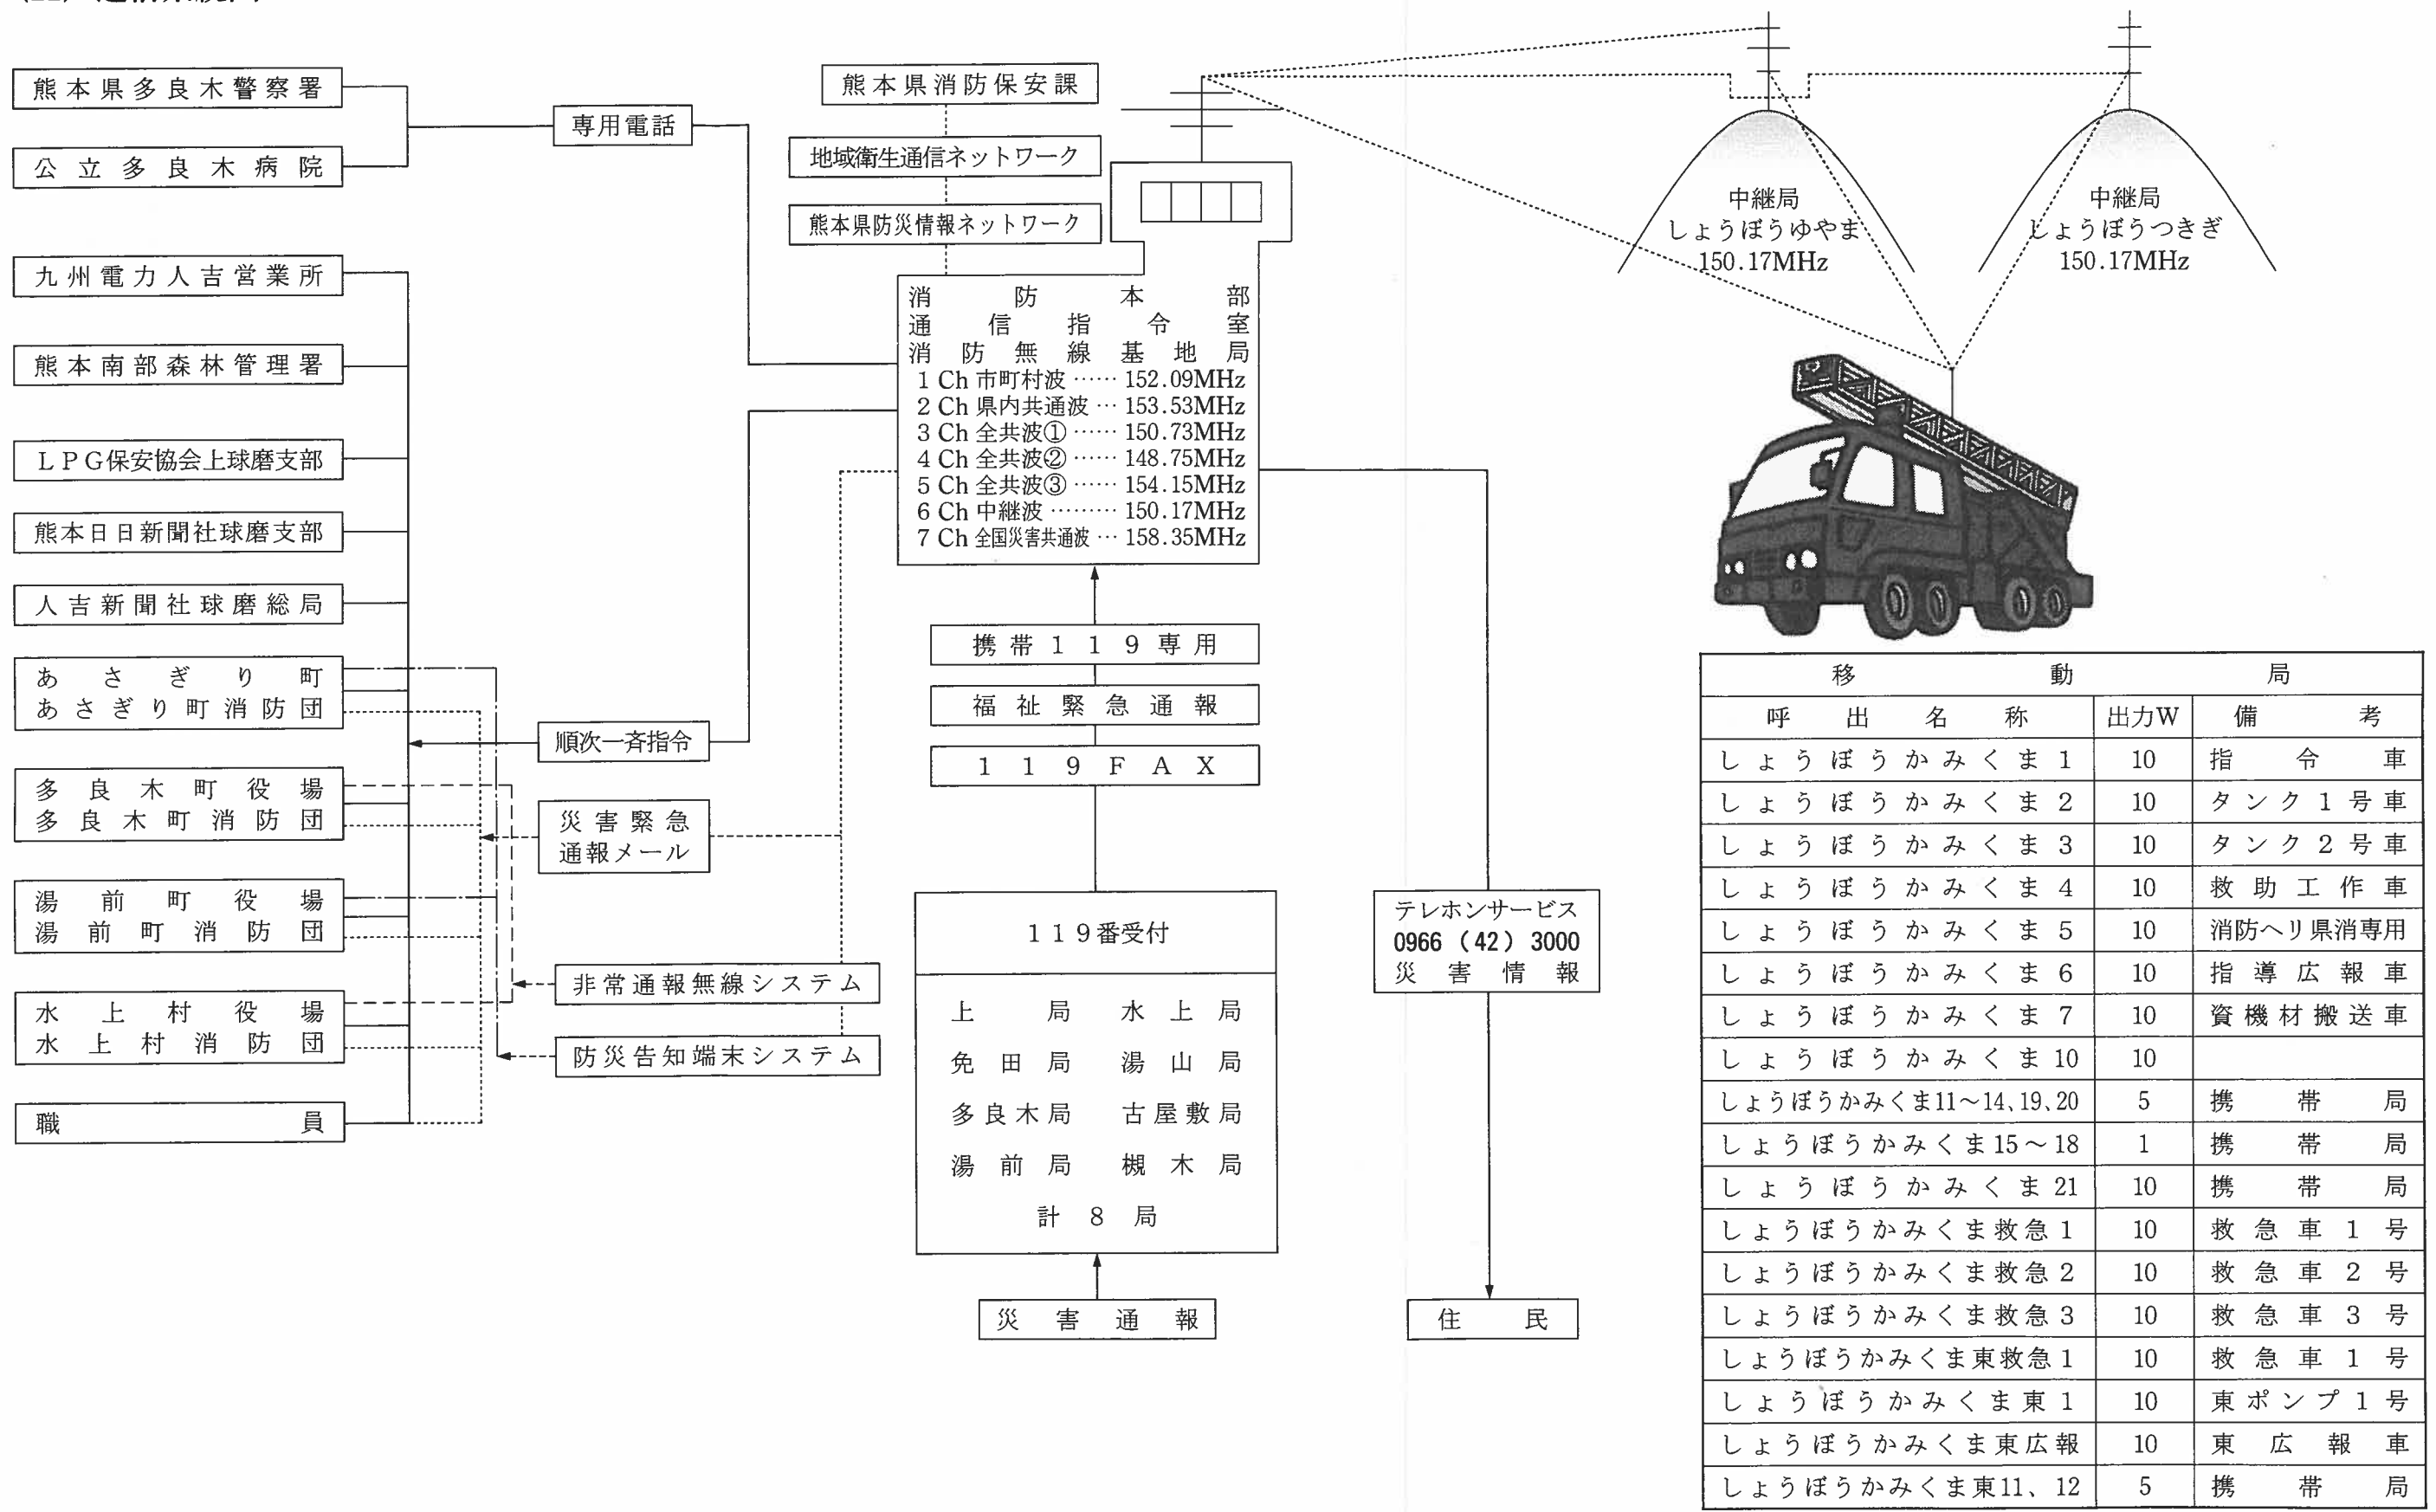 熊本県多良木警察署
公立多良木病院
九州電力人吉営業所
熊本南部森林管理署
LPG保安協会上球磨支部
熊本日日新聞社球磨支部
人吉新聞社球磨総局
あさぎり町
あさぎり町消防団
多良木町役場
多良木町消防団
湯前町役場
湯前町消防団
水上村役場
水上村消防団
職員
専用電話
順次一斉指令
災害緊急
通報メール
非常通報無線システム
防災告知端末システム
熊本県消防保安課
地域衛生通信ネットワーク
熊本県防災情報ネットワーク
消防本部
通信指令室
消防無線基地局
1 Ch 市町村波 …… 152.09MHz
2 Ch 県内共通波 … 153.53MHz
3 Ch 全共波① …… 150.73MHz
4 Ch 全共波② …… 148.75MHz
5 Ch 全共波③ …… 154.15MHz
6 Ch 中継波 ……… 150.17MHz
7 Ch 全国災害共通波 … 158.35MHz
携帯119専用
福祉緊急通報
119FAX
119番受付
上局 水上局
免田局 湯山局
多良木局 古屋敷局
湯前局 槻木局
計8局
災害通報
テレホンサービス
0966(42)3000
災害情報
住民
中継局
しょうぼうゆやま
150.17MHz
中継局
しょうぼうつきぎ
150.17MHz
移動局
呼出名称 出力W 備考
しょうぼうかみくま1 10 指令車
しょうぼうかみくま2 10 タンク1号車
しょうぼうかみくま3 10 タンク2号車
しょうぼうかみくま4 10 救助工作車
しょうぼうかみくま5 10 消防ヘリ県消専用
しょうぼうかみくま6 10 指導広報車
しょうぼうかみくま7 10 資機材搬送車
しょうぼうかみくま10 10
しょうぼうかみくま11～14、19、20 5 携帯局
しょうぼうかみくま15～18 1 携帯局
しょうぼうかみくま21 10 携帯局
しょうぼうかみくま救急1 10 救急車1号
しょうぼうかみくま救急2 10 救急車2号
しょうぼうかみくま救急3 10 救急車3号
しょうぼうかみくま東救急1 10 救急車1号
しょうぼうかみくま東1 10 東ポンプ1号
しょうぼうかみくま東広報 10 東広報車
しょうぼうかみくま東11、12 5 携帯局